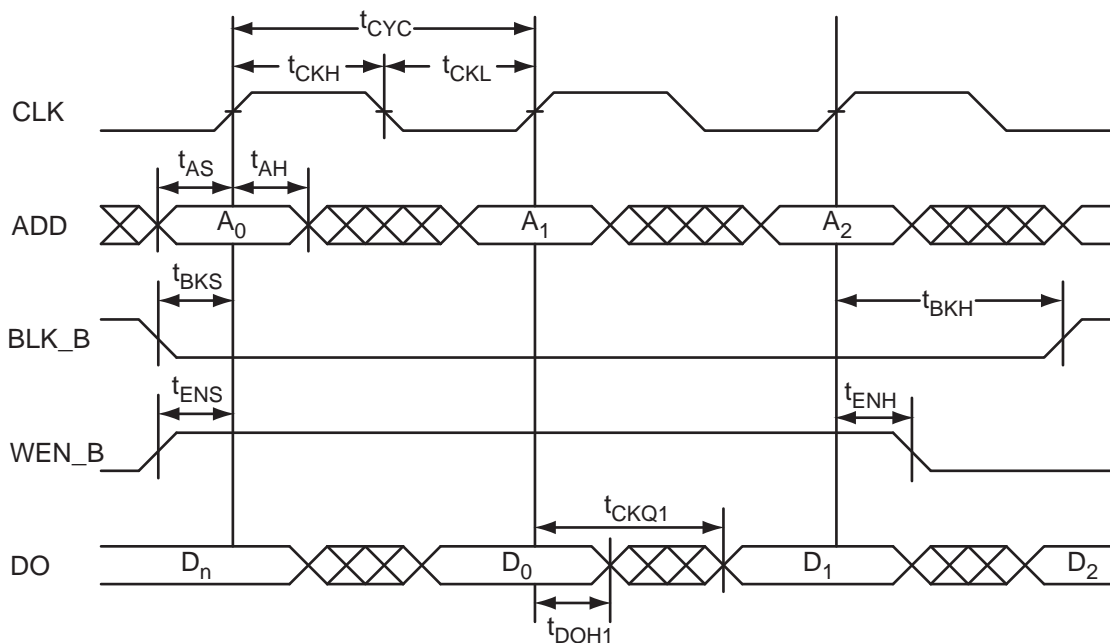 tCYC
tCKH tCKL
CLK
tAS tAH
ADD A0 A1 A2
tBKS tBKH
BLK_B
tENS tENH
WEN_B
tCKQ1
DO Dn D0 D1 D2
tDOH1